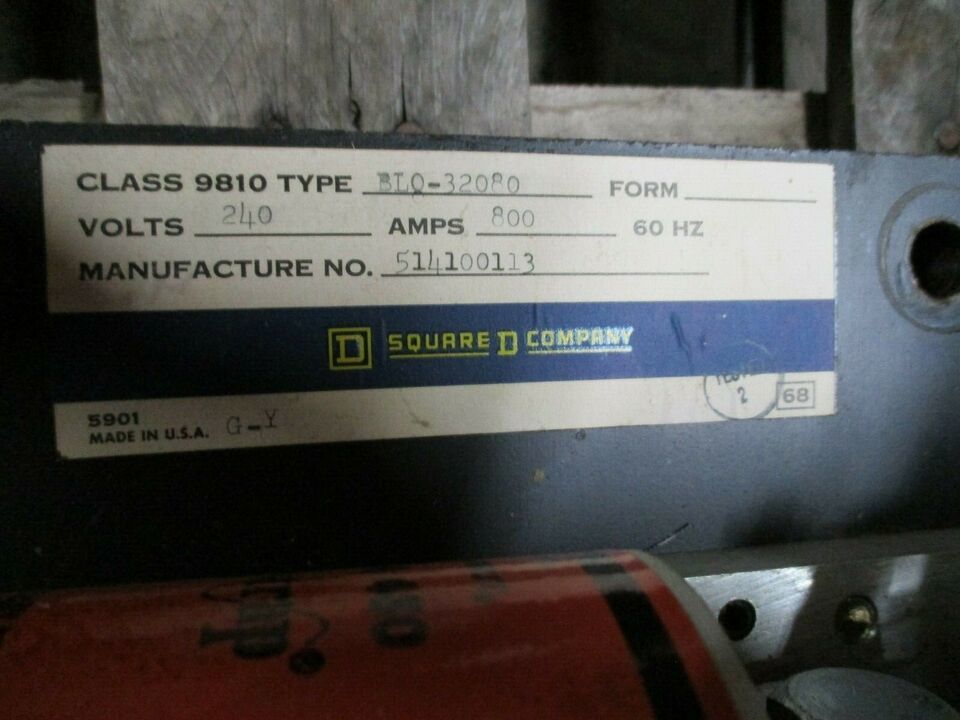 CLASS 9810 TYPE BLQ-32080 FORM
VOLTS 240 AMPS 800 60 HZ
MANUFACTURE NO. 514100113
D SQUARE D COMPANY
2
68
5901
MADE IN U.S.A. G-Y